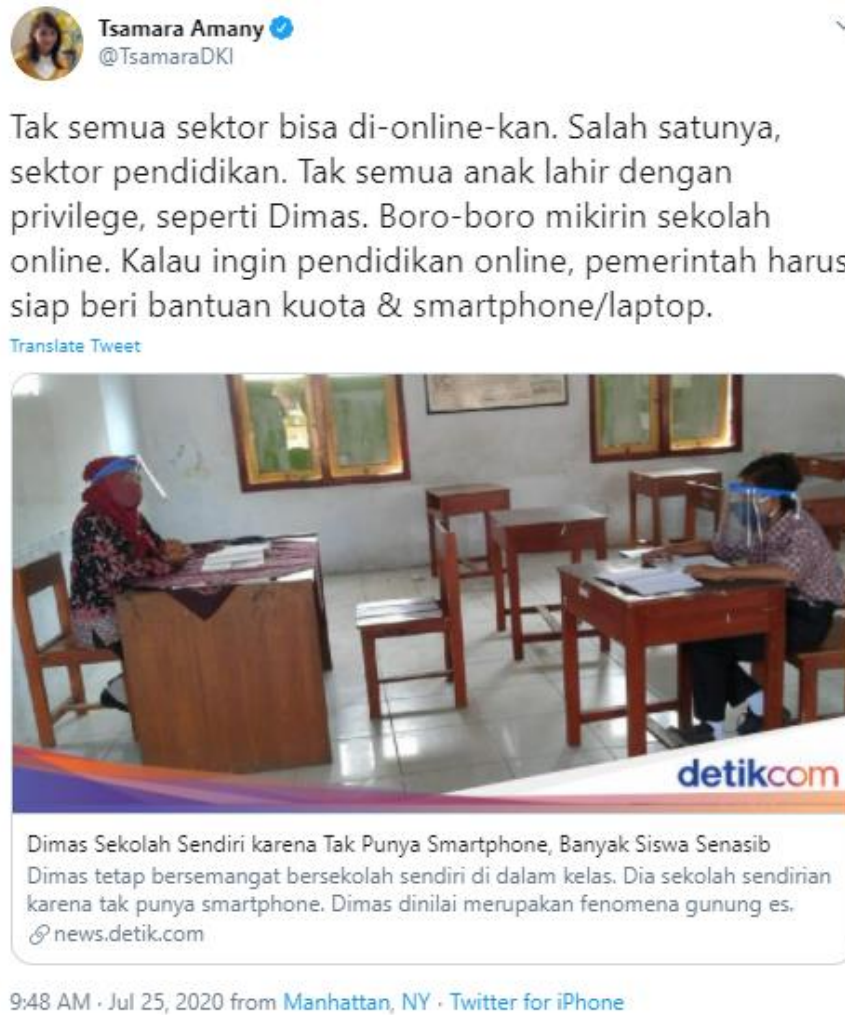 Tsamara Amany
@TsamaraDKI
Tak semua sektor bisa di-online-kan. Salah satunya,
sektor pendidikan. Tak semua anak lahir dengan
privilege, seperti Dimas. Boro-boro mikirin sekolah
online. Kalau ingin pendidikan online, pemerintah harus
siap beri bantuan kuota & smartphone/laptop.
Translate Tweet
detikcom
Dimas Sekolah Sendiri karena Tak Punya Smartphone, Banyak Siswa Senasib
Dimas tetap bersemangat bersekolah sendiri di dalam kelas. Dia sekolah sendirian
karena tak punya smartphone. Dimas dinilai merupakan fenomena gunung es.
news.detik.com
9:48 AM · Jul 25, 2020 from Manhattan, NY · Twitter for iPhone